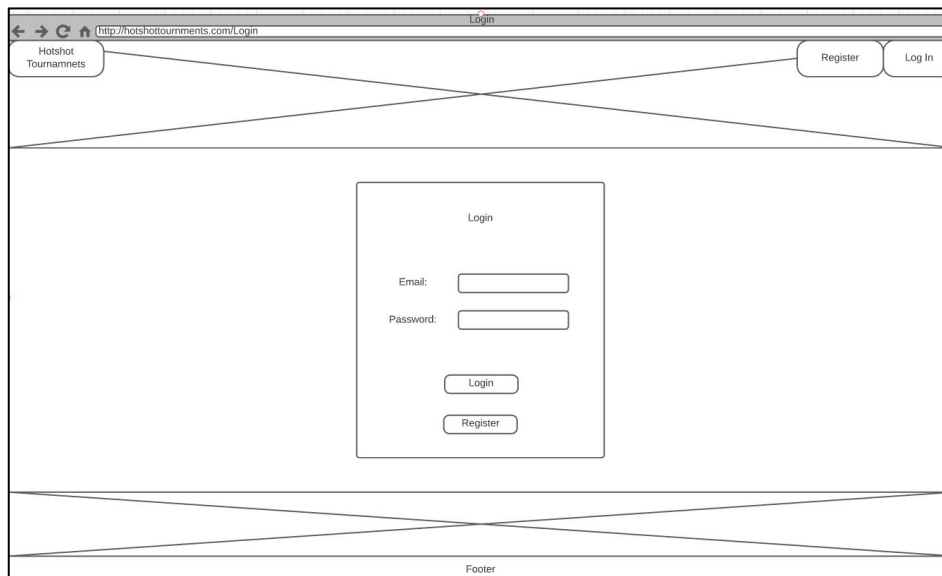 Login
http://hotshottournments.com/Login
Hotshot
Tournamnets
Register
Log In
Login
Email:
Password:
Login
Register
Footer